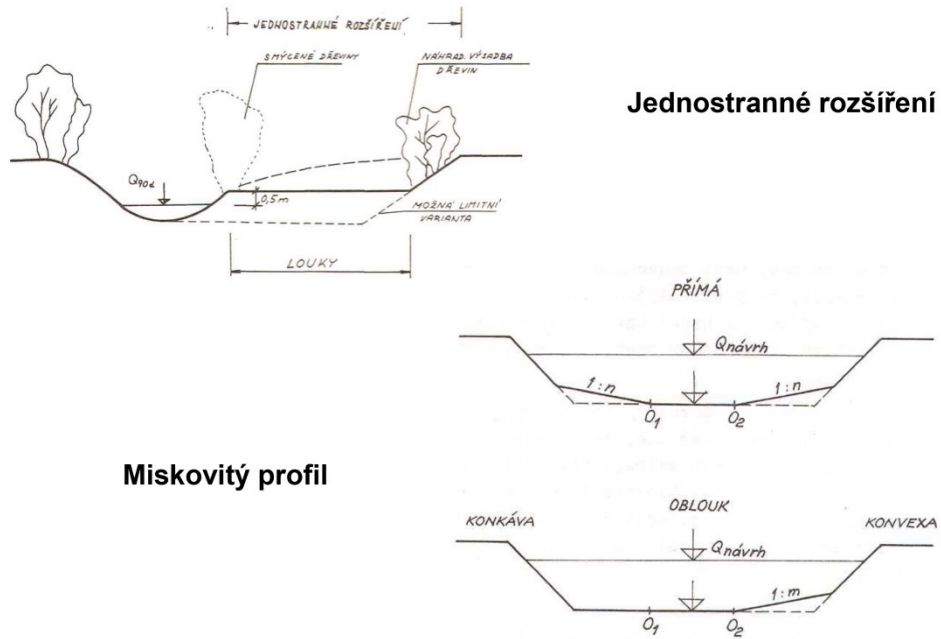 JEDNOSTRANNÉ ROZŠÍŘENÍ
SMÝCENÉ DŘEVINY
NÁHRAD. VÝSADBA
DŘEVIN
Jednostranné rozšíření
Q90d
0,5m
MOŽNÁ LIMITNÍ
VARIANTA
LOUKY
PŘÍMÁ
Qnávrh
1:n
1:n
O1
O2
Miskovitý profil
OBLOUK
KONKÁVA
KONVEXA
Qnávrh
1:m
O1
O2